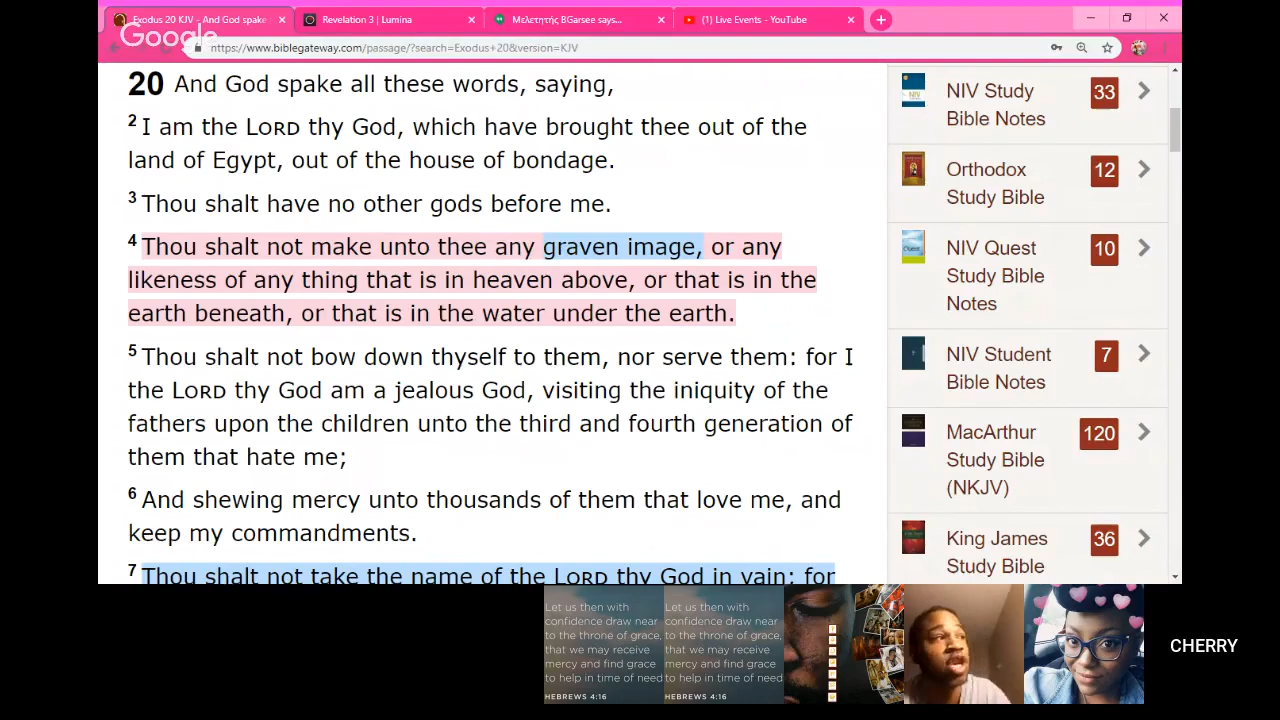 Exodus 20 KJV - And God spake
Revelation 3 | Lumina
Μελετητής BGarsee says...
(1) Live Events - YouTube
Google
https://www.biblegateway.com/passage/?search=Exodus+20&version=KJV
20 And God spake all these words, saying,
2 I am the LORD thy God, which have brought thee out of the
land of Egypt, out of the house of bondage.
3 Thou shalt have no other gods before me.
4 Thou shalt not make unto thee any graven image, or any
likeness of any thing that is in heaven above, or that is in the
earth beneath, or that is in the water under the earth.
5 Thou shalt not bow down thyself to them, nor serve them: for I
the LORD thy God am a jealous God, visiting the iniquity of the
fathers upon the children unto the third and fourth generation of
them that hate me;
6 And shewing mercy unto thousands of them that love me, and
keep my commandments.
7 Thou shalt not take the name of the LORD thy God in vain; for
NIV Study 33
Bible Notes
Orthodox 12
Study Bible
NIV Quest 10
Study Bible
Notes
NIV Student 7
Bible Notes
MacArthur 120
Study Bible
(NKJV)
King James 36
Study Bible
Let us then with
confidence draw near
to the throne of grace,
that we may receive
mercy and find grace
to help in time of need
HEBREWS 4:16
Let us then with
confidence draw near
to the throne of grace,
that we may receive
mercy and find grace
to help in time of need
HEBREWS 4:16
CHERRY